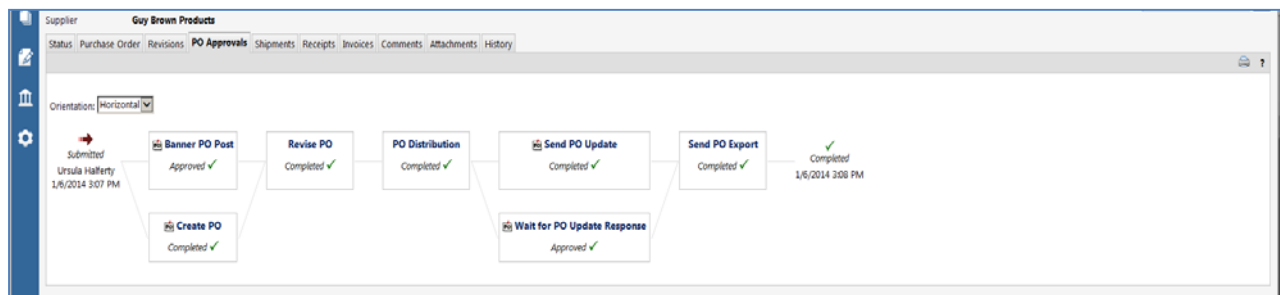 Supplier Guy Brown Products
Status Purchase Order Revisions PO Approvals Shipments Receipts Invoices Comments Attachments History
?
Orientation: Horizontal
Submitted
Ursula Halferty
1/6/2014 3:07 PM
Banner PO Post
Approved ✓
Create PO
Completed ✓
Revise PO
Completed ✓
PO Distribution
Completed ✓
Send PO Update
Completed ✓
Wait for PO Update Response
Approved ✓
Send PO Export
Completed ✓
✓
Completed
1/6/2014 3:08 PM